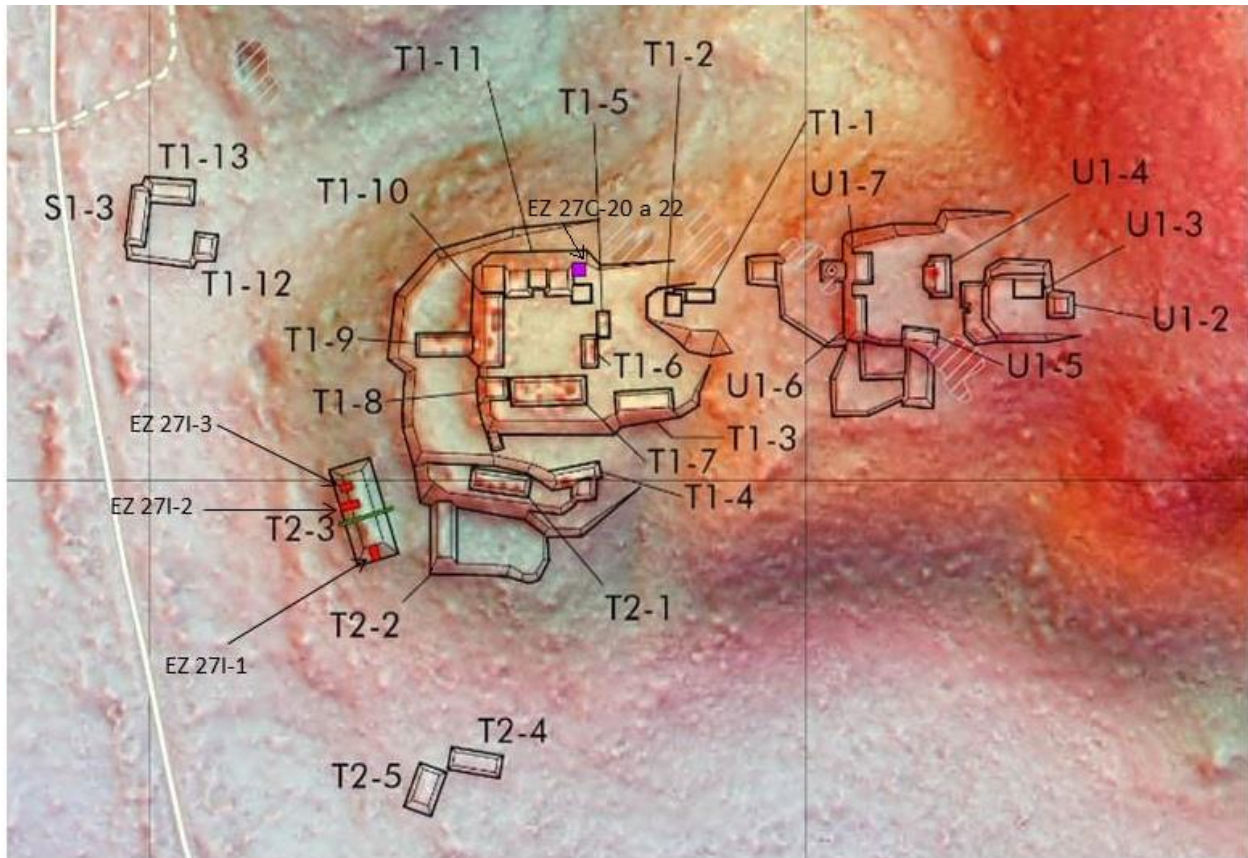 T1-11
T1-2
T1-5
T1-1
T1-13
T1-10
U1-7
U1-4
S1-3
EZ 27C-20 a 22
U1-3
T1-12
U1-2
T1-9
T1-6
U1-5
U1-6
T1-8
EZ 27I-3
T1-3
T1-7
T1-4
EZ 27I-2
T2-3
T2-1
T2-2
EZ 27I-1
T2-4
T2-5